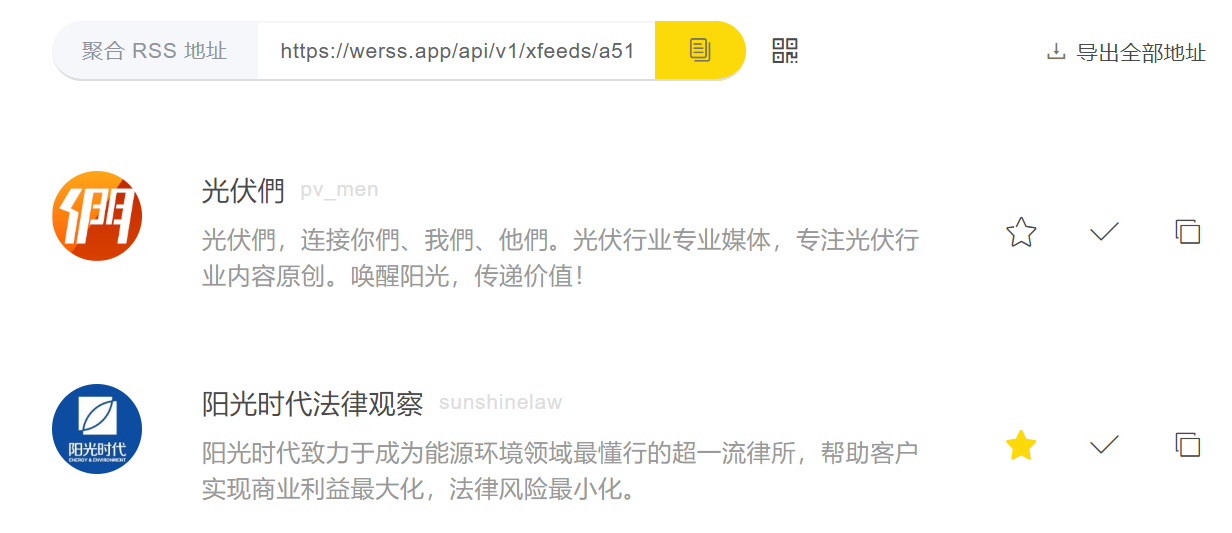 聚合 RSS 地址 https://werss.app/api/v1/xfeeds/a51 导出全部地址
們
光伏們 pv_men
光伏們，连接你們、我們、他們。光伏行业专业媒体，专注光伏行
业内容原创。唤醒阳光，传递价值！
阳光时代法律观察 sunshinelaw
阳光时代
ENERGY & ENVIRONMENT
阳光时代致力于成为能源环境领域最懂行的超一流律所，帮助客户
实现商业利益最大化，法律风险最小化。